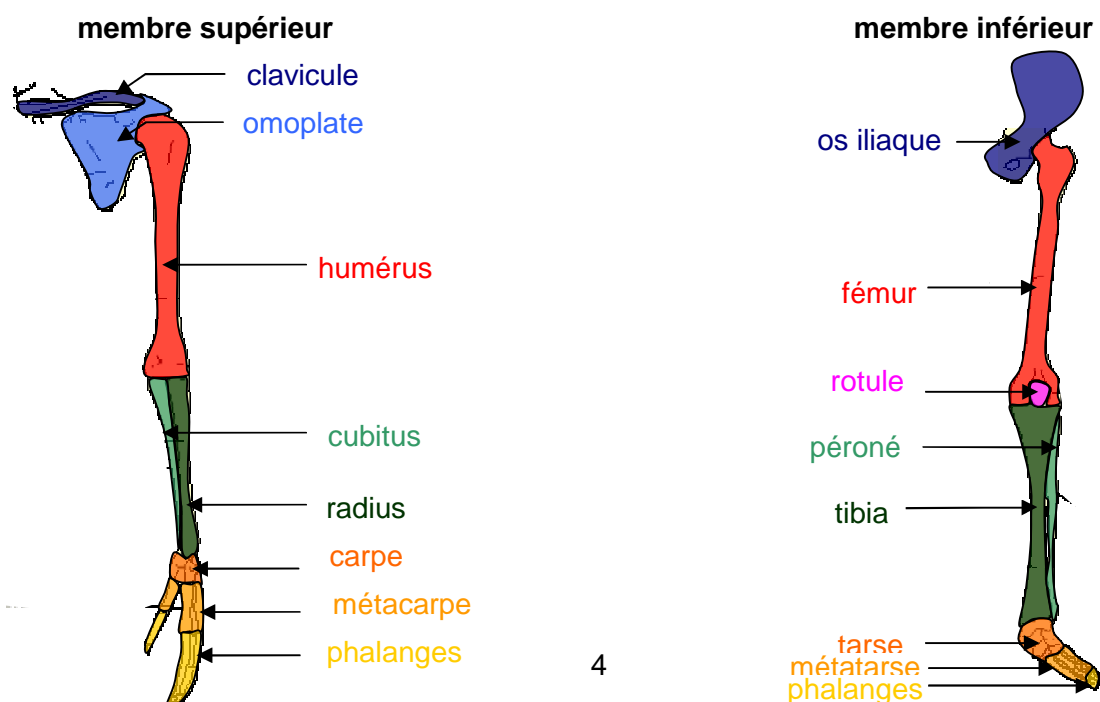 membre supérieur
clavicule
omoplate
humérus
cubitus
radius
carpe
métacarpe
phalanges
4
membre inférieur
os iliaque
fémur
rotule
péroné
tibia
tarse
métatarse
phalanges